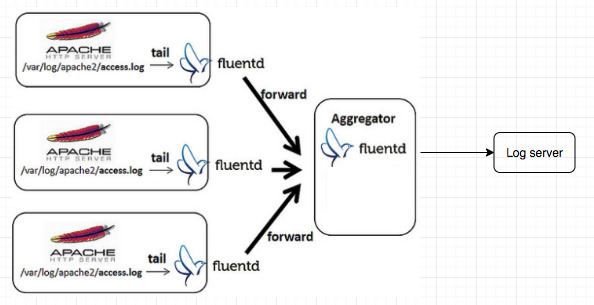 APACHE
HTTP SERVER
tail
/var/log/apache2/access.log
fluentd
forward
APACHE
HTTP SERVER
tail
/var/log/apache2/access.log
fluentd
APACHE
HTTP SERVER
tail
/var/log/apache2/access.log
fluentd
forward
Aggregator
fluentd
Log server